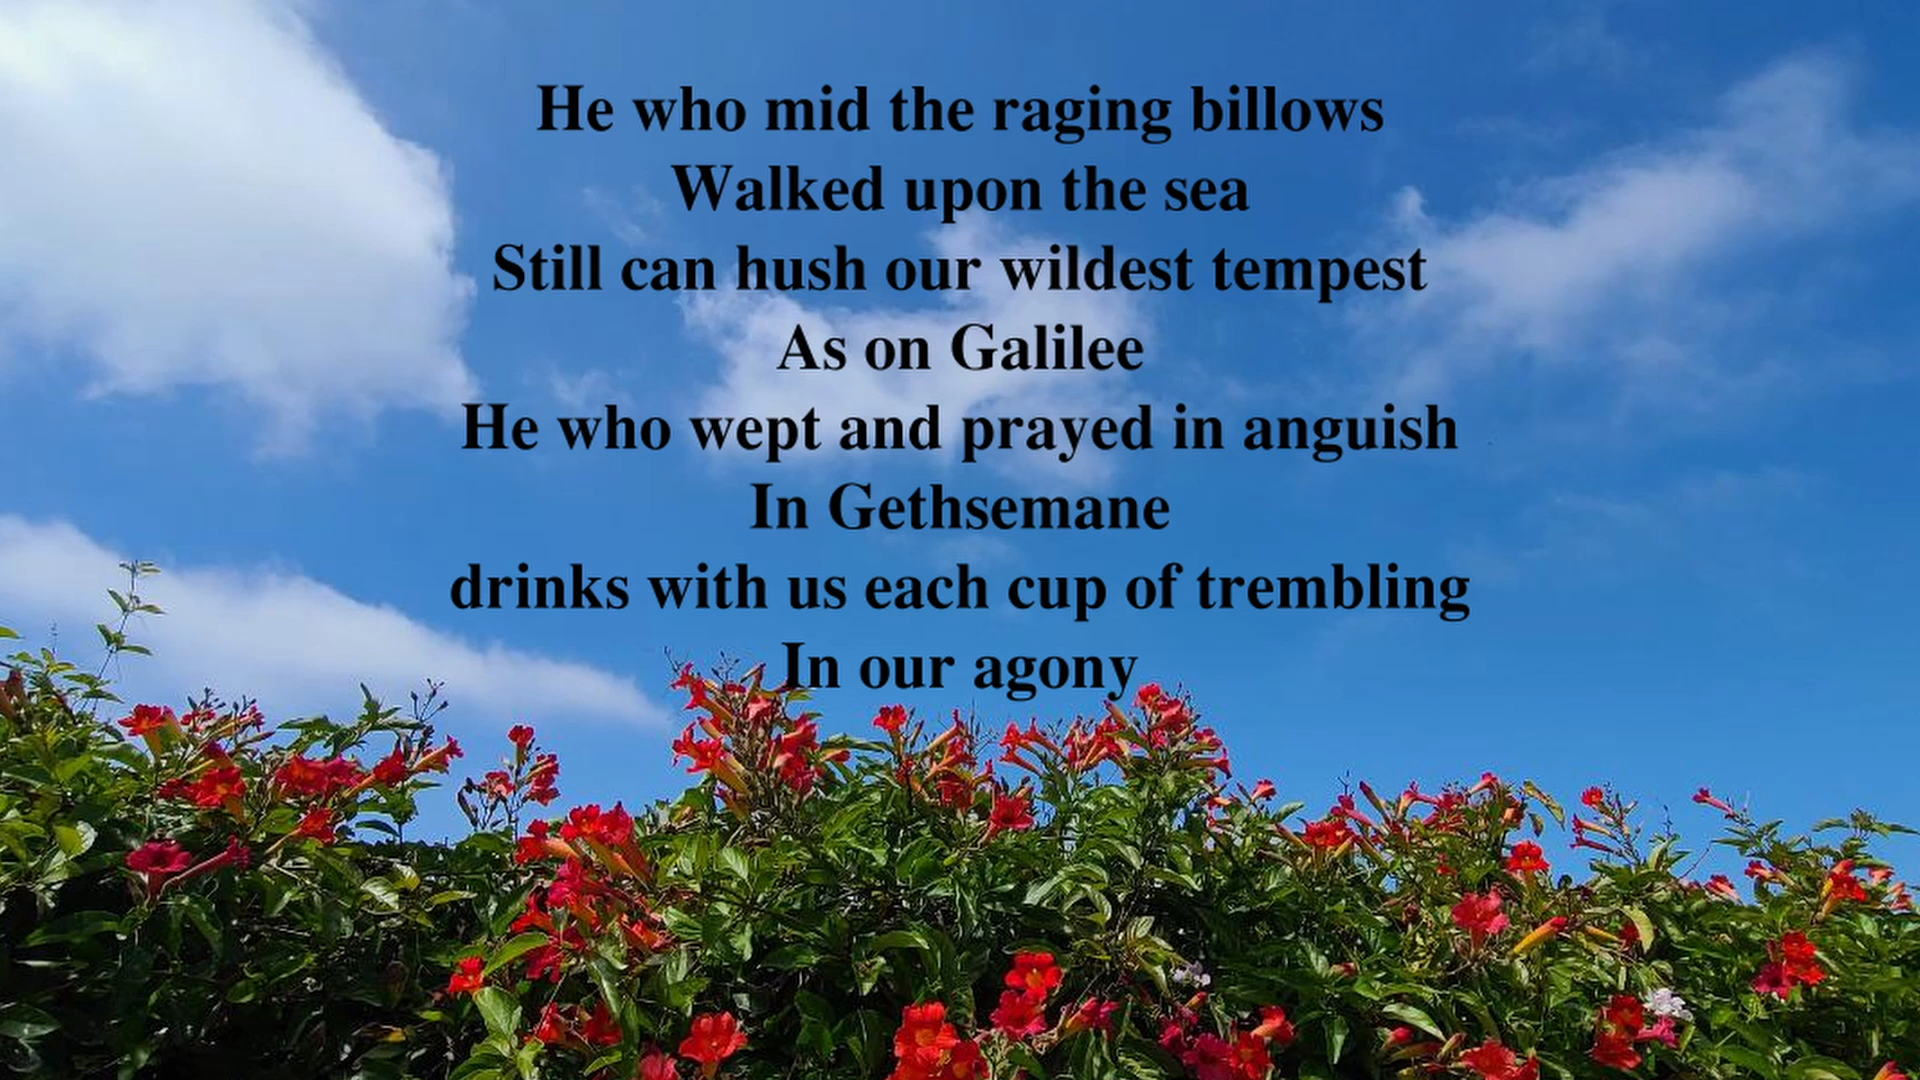 He who mid the raging billows
Walked upon the sea
Still can hush our wildest tempest
As on Galilee
He who wept and prayed in anguish
In Gethsemane
drinks with us each cup of trembling
In our agony